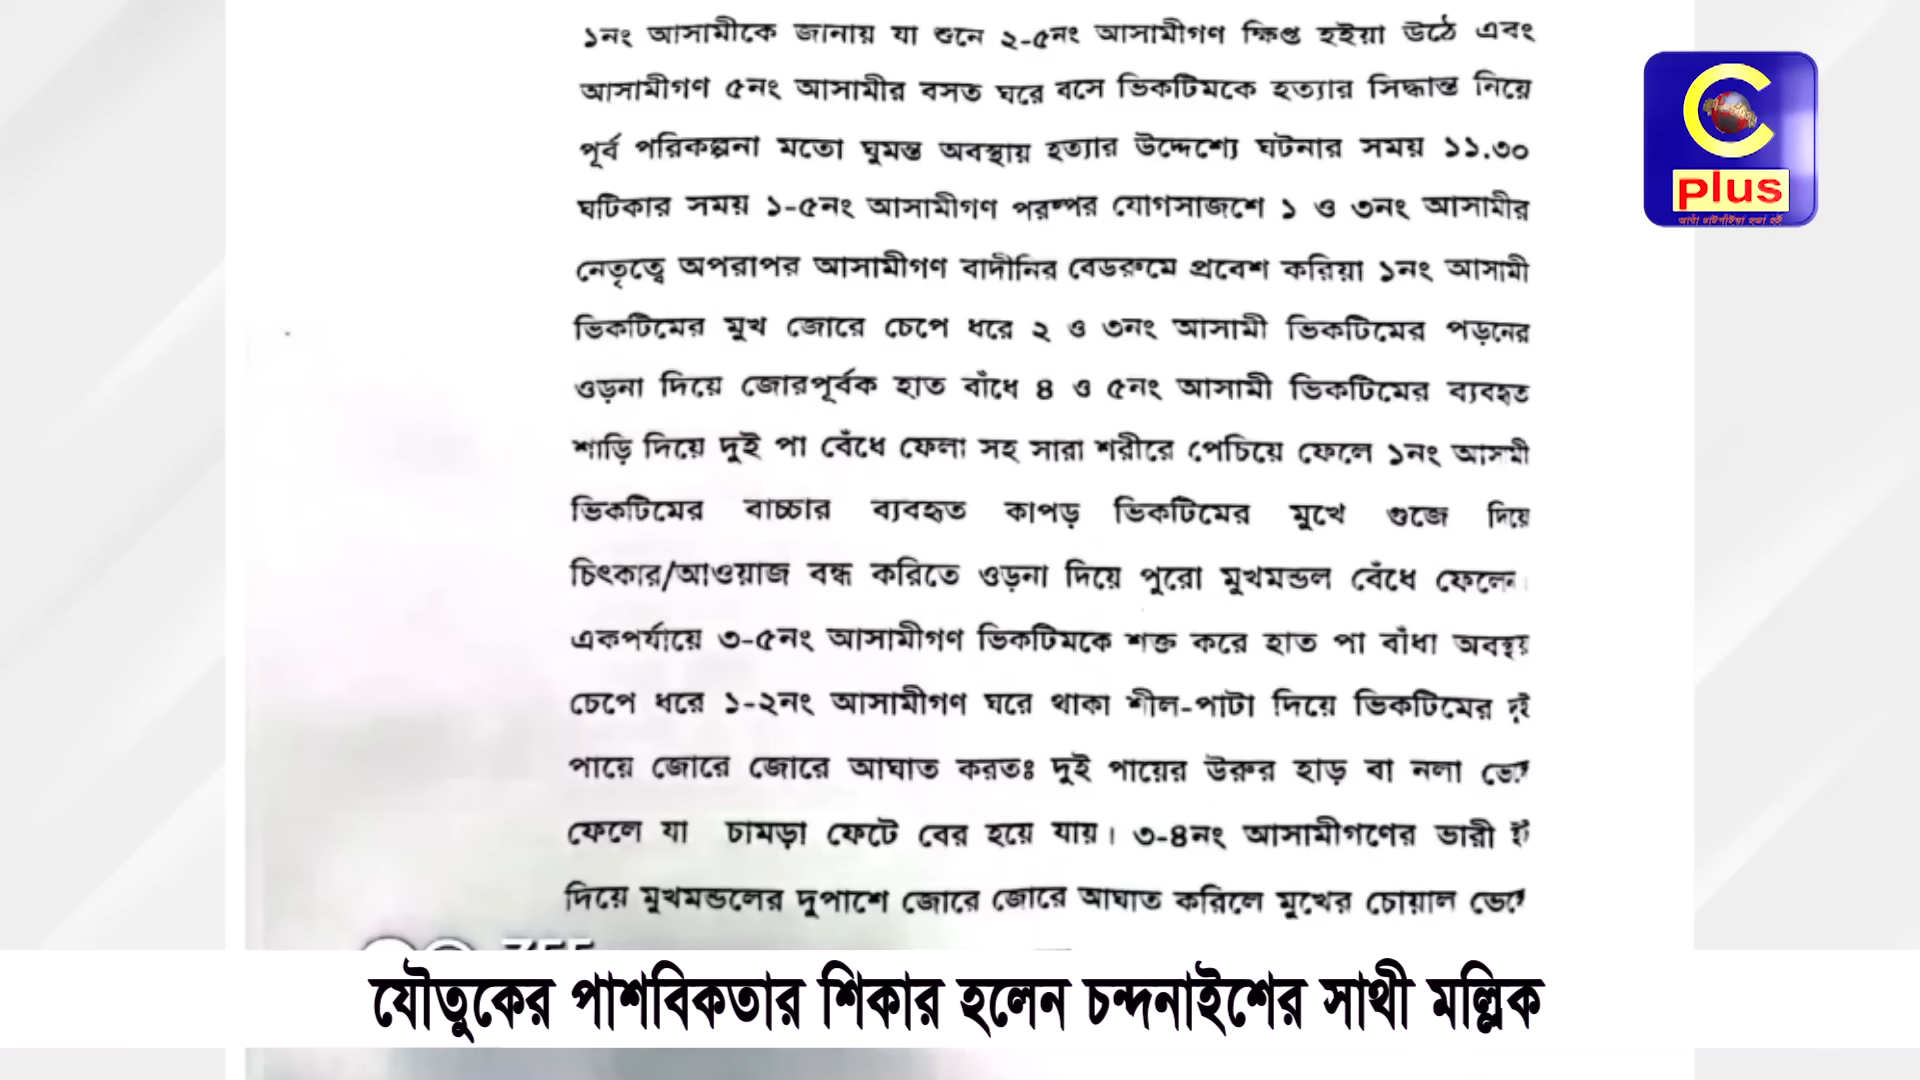 ১নং আসামীকে জানায় যা শুনে ২-৫নং আসামীগণ ক্ষিপ্ত হইয়া উঠে এবং
আসামীগণ ৫নং আসামীর বসত ঘরে বসে ভিকটিমকে হত্যার সিদ্ধান্ত নিয়ে
পূর্ব পরিকল্পনা মতো ঘুমন্ত অবস্থায় হত্যার উদ্দেশ্যে ঘটনার সময় ১১.৩০
ঘটিকার সময় ১-৫নং আসামীগণ পরষ্পর যোগসাজশে ১ ও ৩নং আসামীর
নেতৃত্বে অপরাপর আসামীগণ বাদীনির বেডরুমে প্রবেশ করিয়া ১নং আসামী
ভিকটিমের মুখ জোরে চেপে ধরে ২ ও ৩নং আসামী ভিকটিমের পড়নের
ওড়না দিয়ে জোরপূর্বক হাত বাঁধে ৪ ও ৫নং আসামী ভিকটিমের ব্যবহৃত
শাড়ি দিয়ে দুই পা বেঁধে ফেলা সহ সারা শরীরে পেচিয়ে ফেলে ১নং আসামী
ভিকটিমের বাচ্চার ব্যবহৃত কাপড় ভিকটিমের মুখে গুজে দিয়ে
চিৎকার/আওয়াজ বন্ধ করিতে ওড়না দিয়ে পুরো মুখমন্ডল বেঁধে ফেলেন।
একপর্যায়ে ৩-৫নং আসামীগণ ভিকটিমকে শক্ত করে হাত পা বাঁধা
চেপে ধরে ১-২নং আসামীগণ ঘরে থাকা শীল-পাটা দিয়ে ভিকটিমের দুই
পায়ে জোরে জোরে আঘাত করতঃ দুই পায়ের উরুর হাড় বা নলা
ফেলে যা চামড়া ফেটে বের হয়ে যায়। ৩-৪নং আসামীগণের ভারী
দিয়ে মুখমন্ডলের দুপাশে জোরে জোরে আঘাত করিলে মুখের চোয়াল
যৌতুকের পাশবিকতার শিকার হলেন চন্দনাইশের সাথী মল্লিক
C
plus